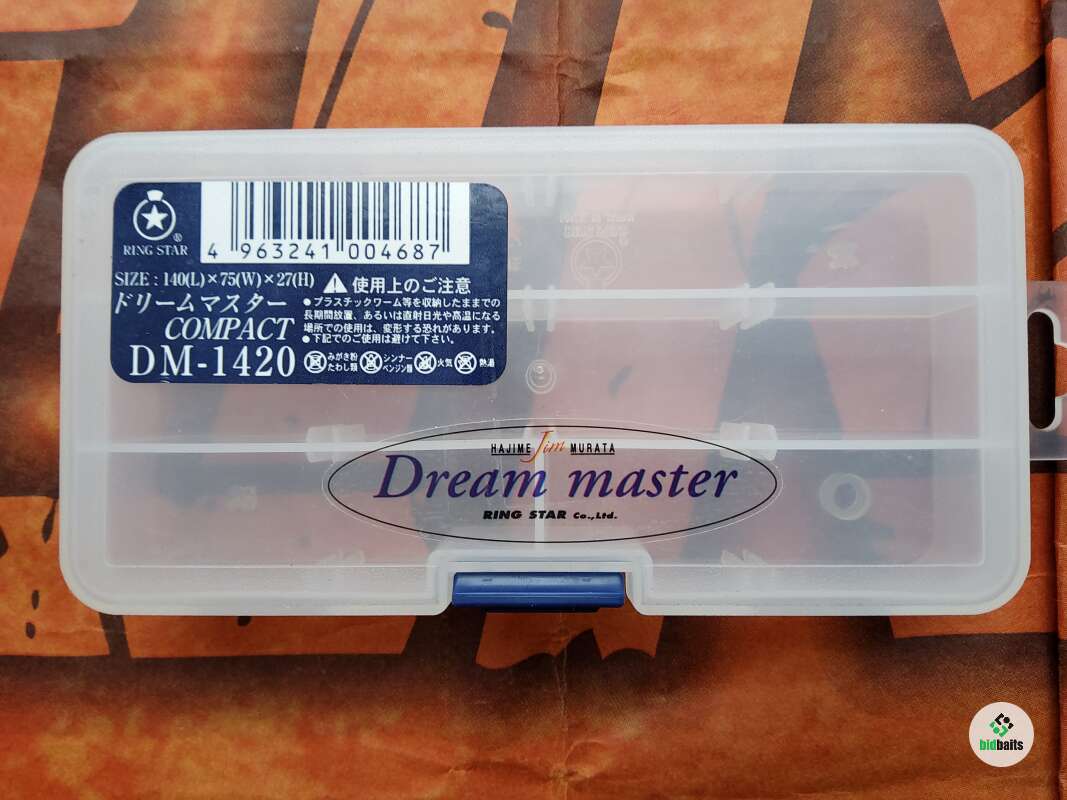 RING STAR
®
4 963241 004687
SIZE : 140(L)×75(W)×27(H)
ドリームマスター
COMPACT
DM-1420
使用上のご注意
●プラスチックワーム等を収納したままでの
長期間放置、あるいは直射日光や高温になる
場所での使用は、変形する恐れがあります。
●下記でのご使用は避けて下さい。
みがき粉
たわし類
シンナー
ベンジン類
火気
熱湯
HAJIME Jim MURATA
Dream master
RING STAR Co.,Ltd.
bidbaits